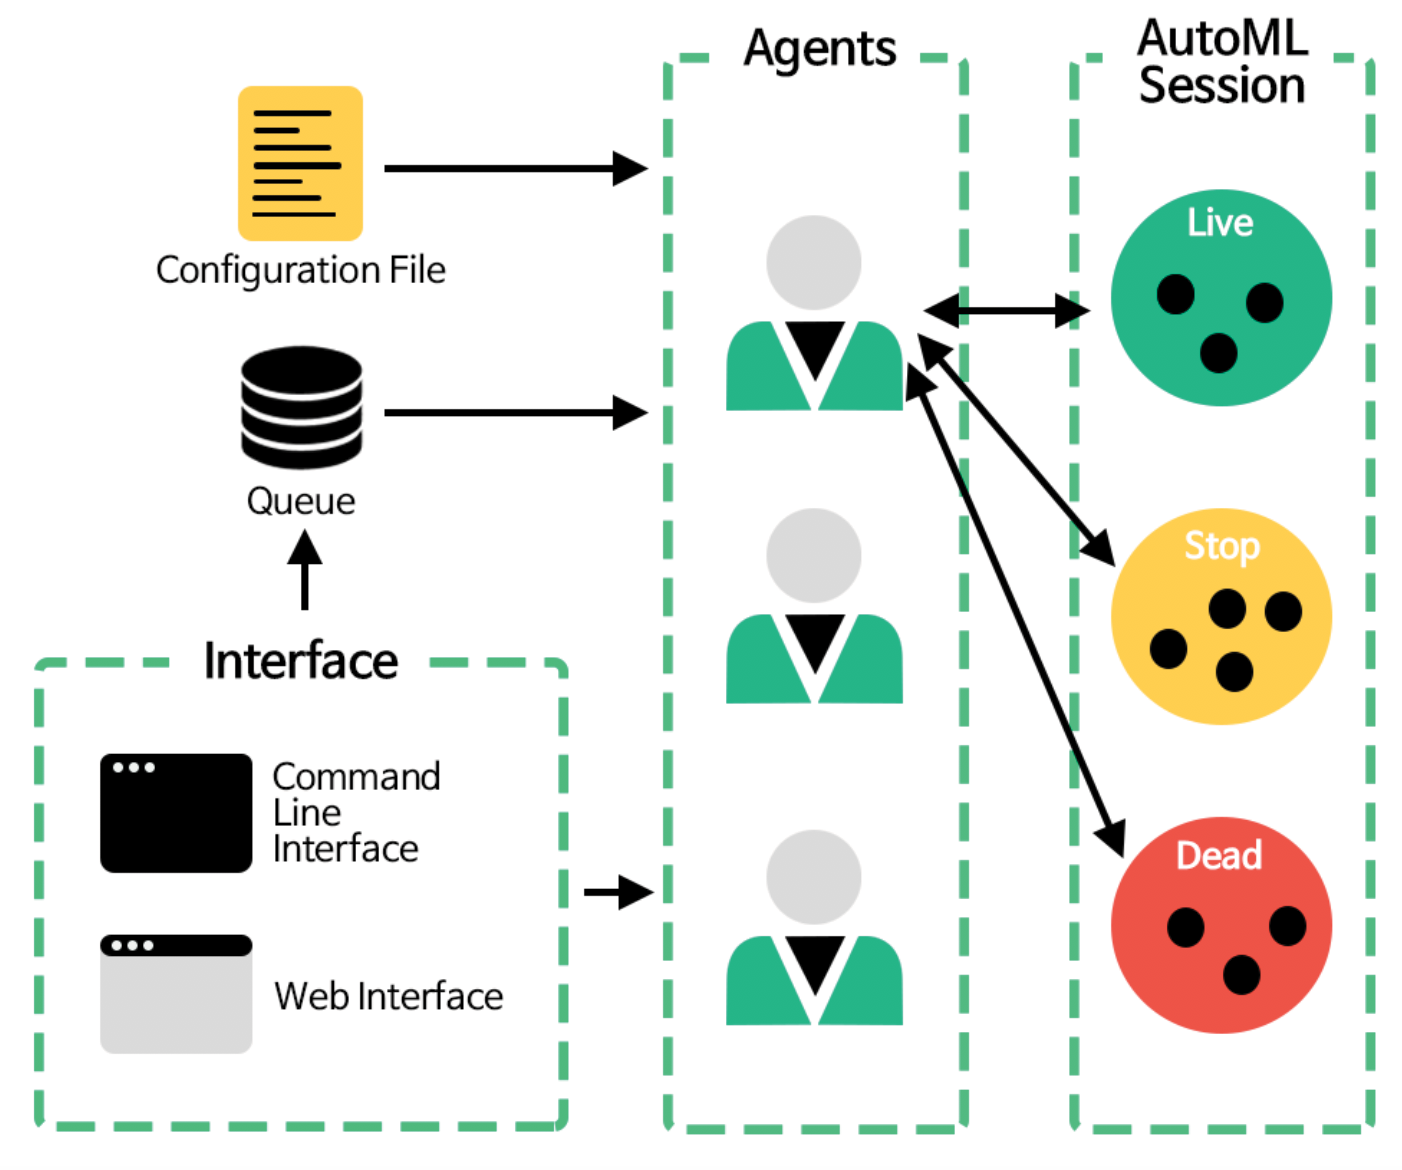 Agents
AutoML
Session
Configuration File
Live
Queue
Stop
Interface
Command
Line
Interface
Dead
Web Interface